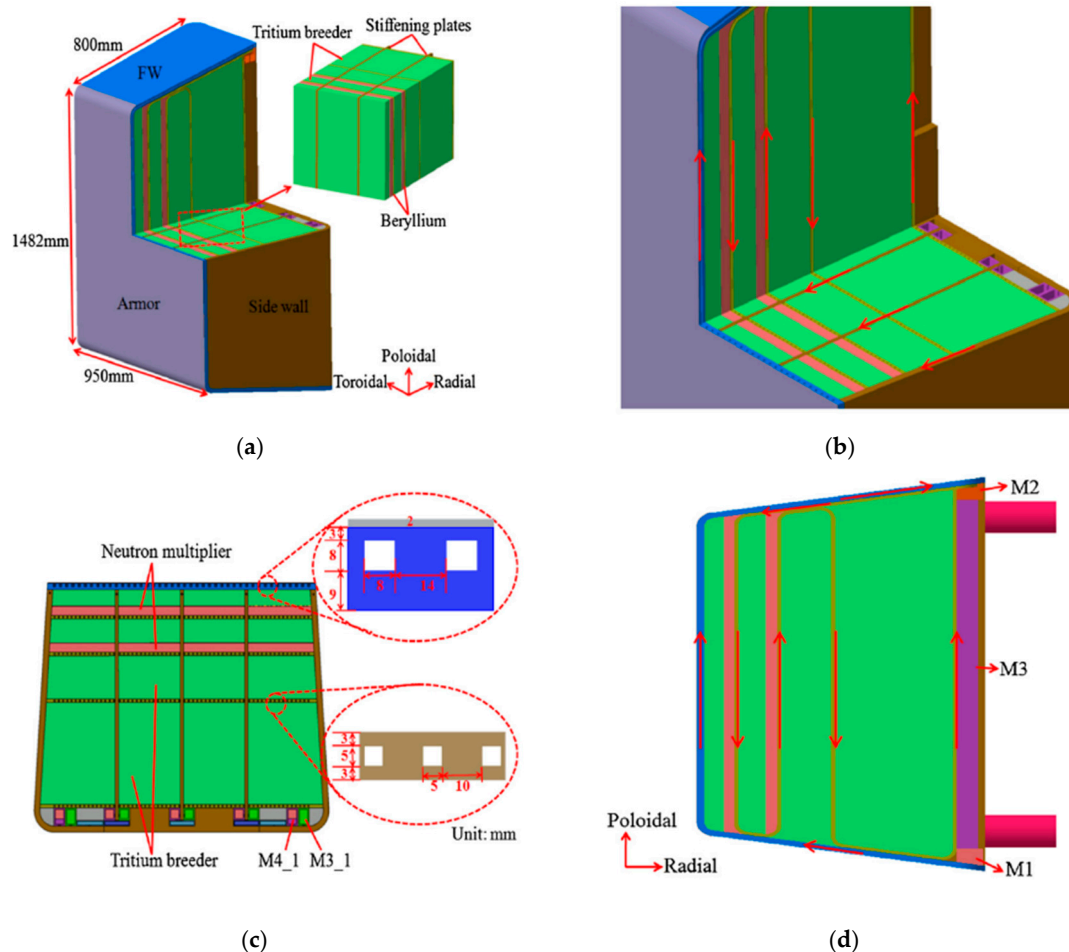 800mm
FW
Tritium breeder
Stiffening plates
Beryllium
1482mm
Armor
Side wall
950mm
Poloidal
Toroidal
Radial
(a)
(b)
Neutron multiplier
2
3
8
9
8
14
3
5
3
5
10
Unit: mm
Tritium breeder
M4_1
M3_1
(c)
M2
M3
M1
Poloidal
Radial
(d)